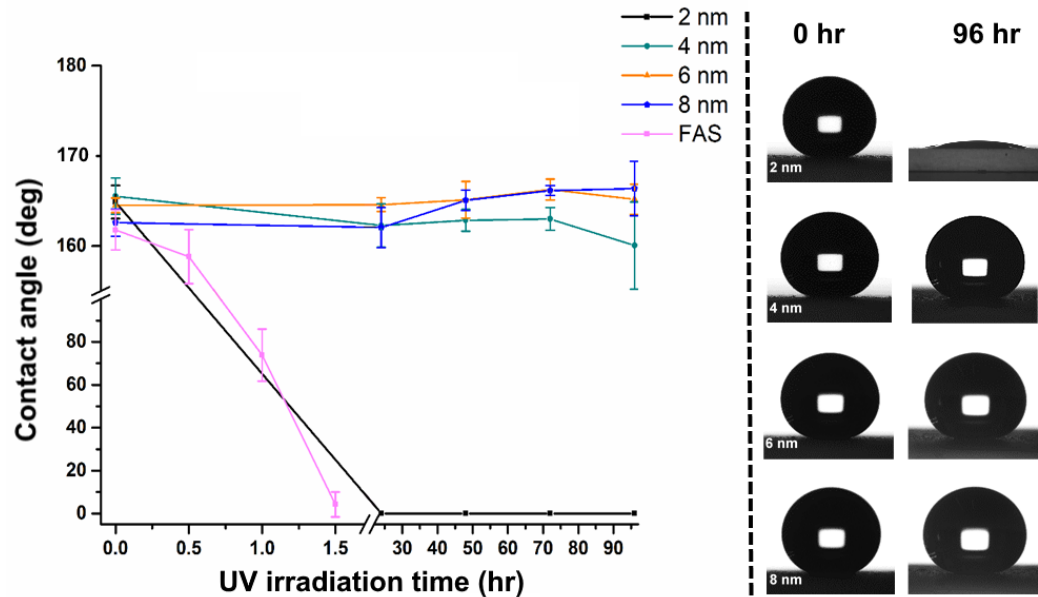 2 nm
4 nm
6 nm
8 nm
FAS
180
170
160
80
60
40
20
0
Contact angle (deg)
0.0
0.5
1.0
1.5
30 40 50 60 70 80 90
UV irradiation time (hr)
0 hr
96 hr
2 nm
4 nm
6 nm
8 nm